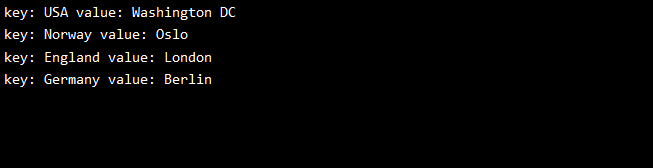 key: USA value: Washington DC
key: Norway value: Oslo
key: England value: London
key: Germany value: Berlin